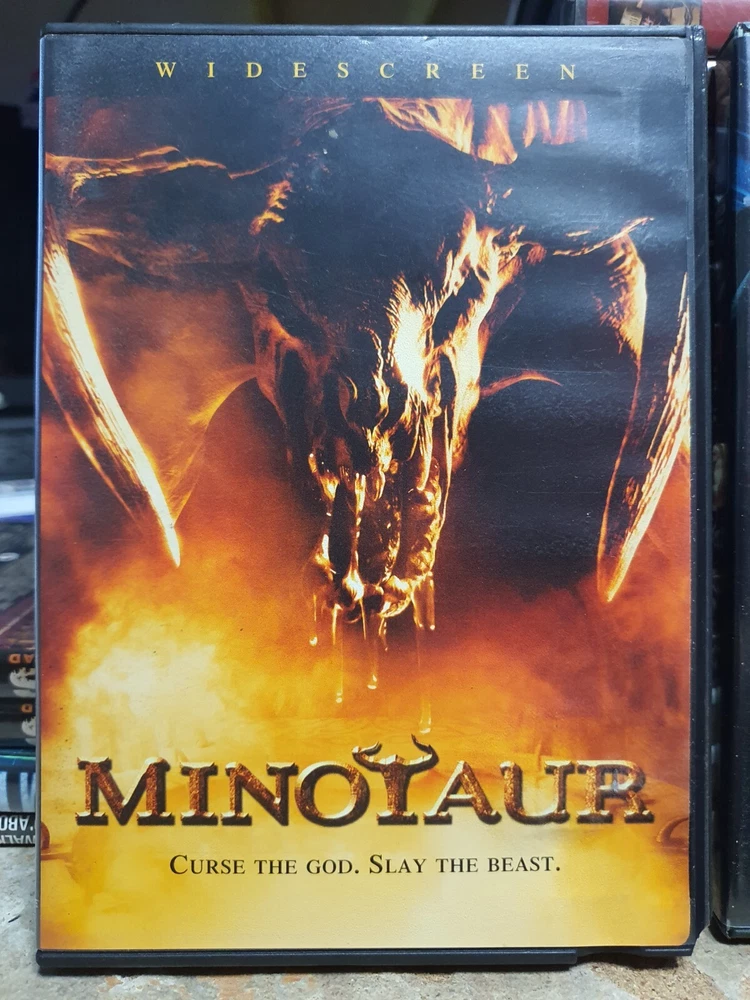 WIDESCREEN
MINOTAUR
CURSE THE GOD. SLAY THE BEAST.